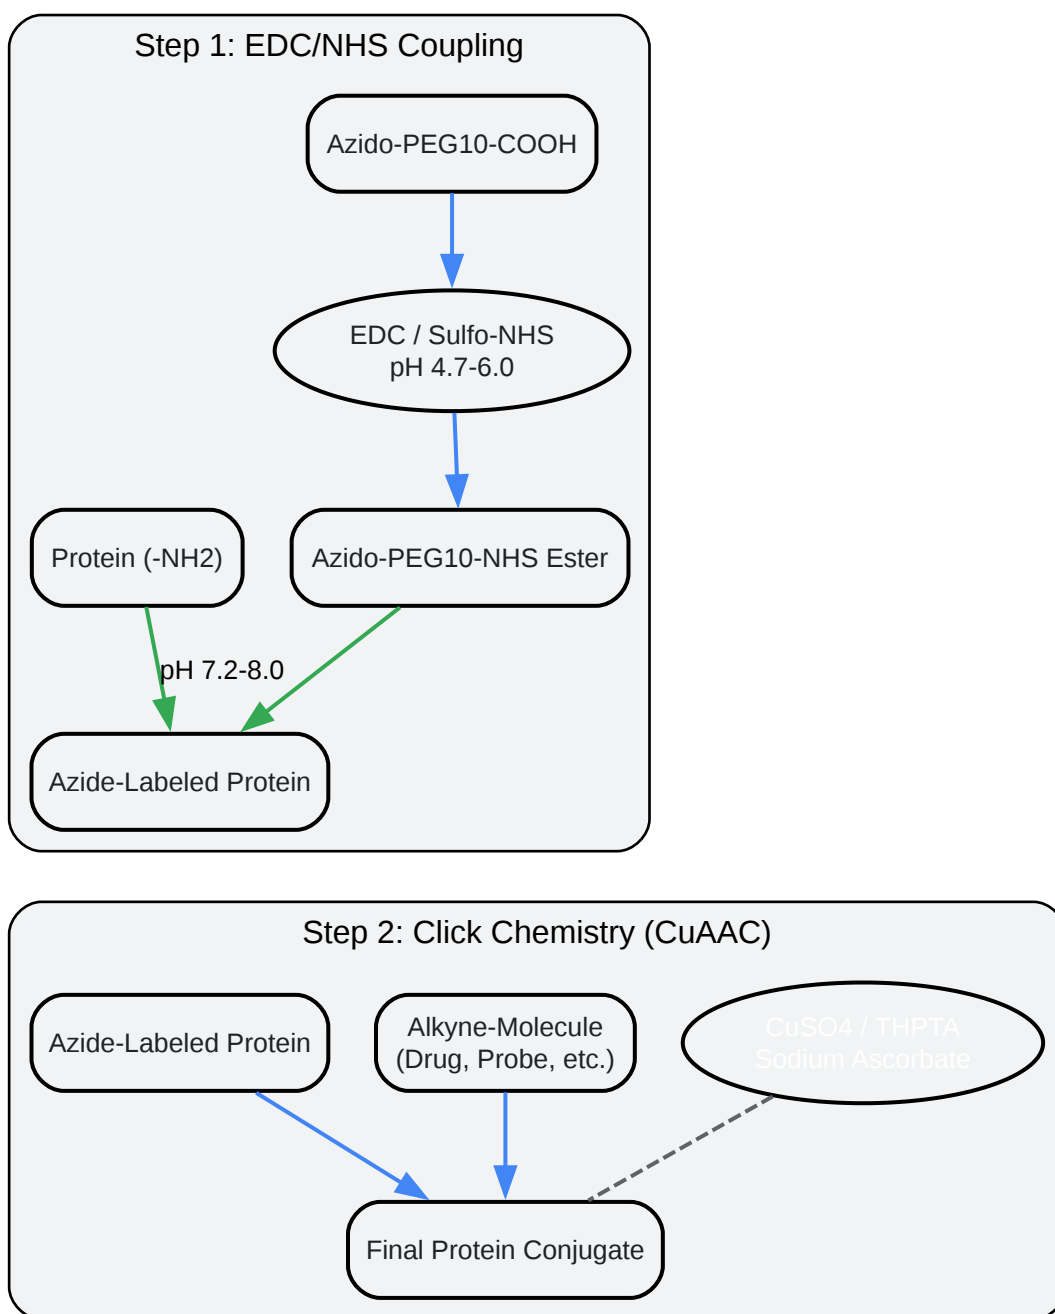 Step 1: EDC/NHS Coupling
Azido-PEG10-COOH
EDC / Sulfo-NHS
pH 4.7-6.0
Protein (-NH2)
Azido-PEG10-NHS Ester
pH 7.2-8.0
Azide-Labeled Protein
Step 2: Click Chemistry (CuAAC)
Azide-Labeled Protein
Alkyne-Molecule
(Drug, Probe, etc.)
CuSO4 / THPTA
Sodium Ascorbate
Final Protein Conjugate